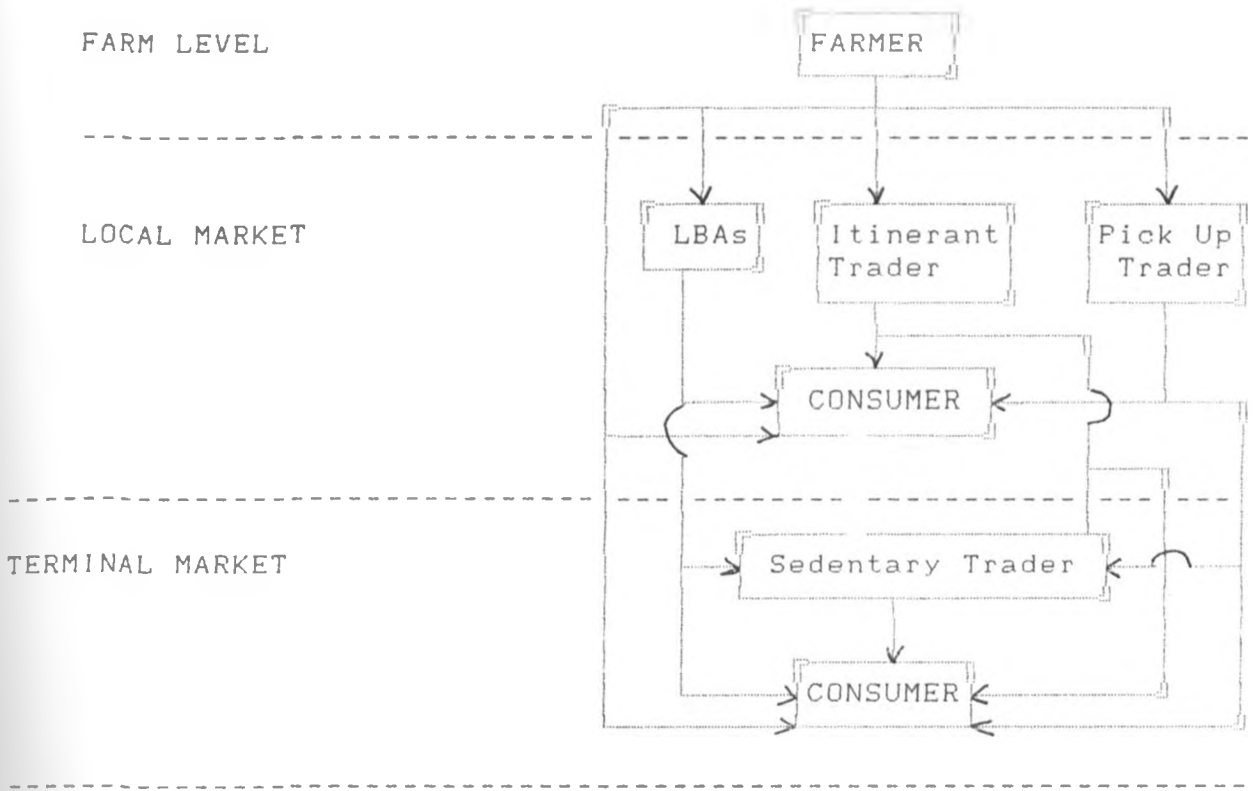 FARM LEVEL
FARMER
LOCAL MARKET
LBAs
Itinerant
Trader
Pick Up
Trader
CONSUMER
TERMINAL MARKET
Sedentary Trader
CONSUMER